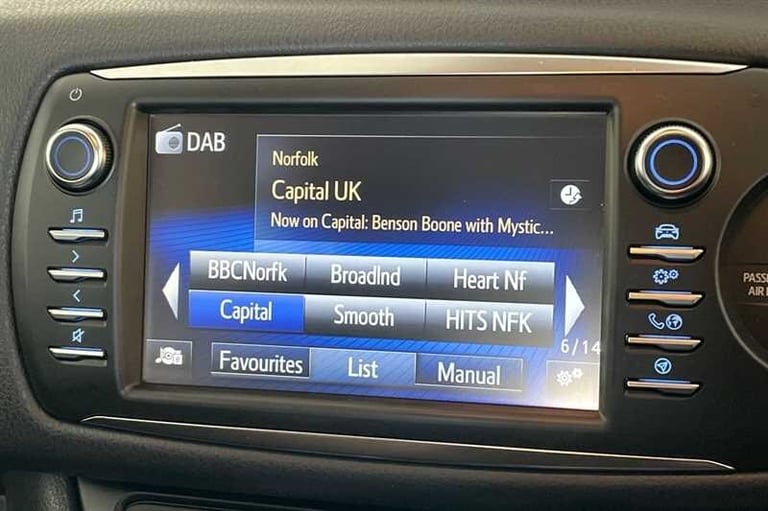 DAB
Norfolk
Capital UK
Now on Capital: Benson Boone with Mystic...
BBCNorfk BroadInd Heart Nf
Capital Smooth HITS NFK
6/14
Favourites List Manual